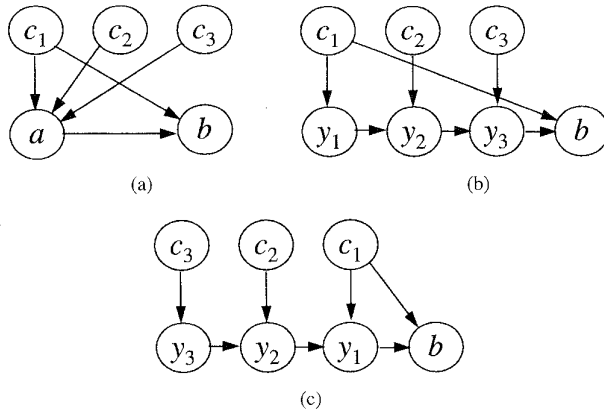 c1 c2 c3 c1 c2 c3
a b y1 y2 y3 b
(a) (b)
c3 c2 c1
y3 y2 y1 b
(c)